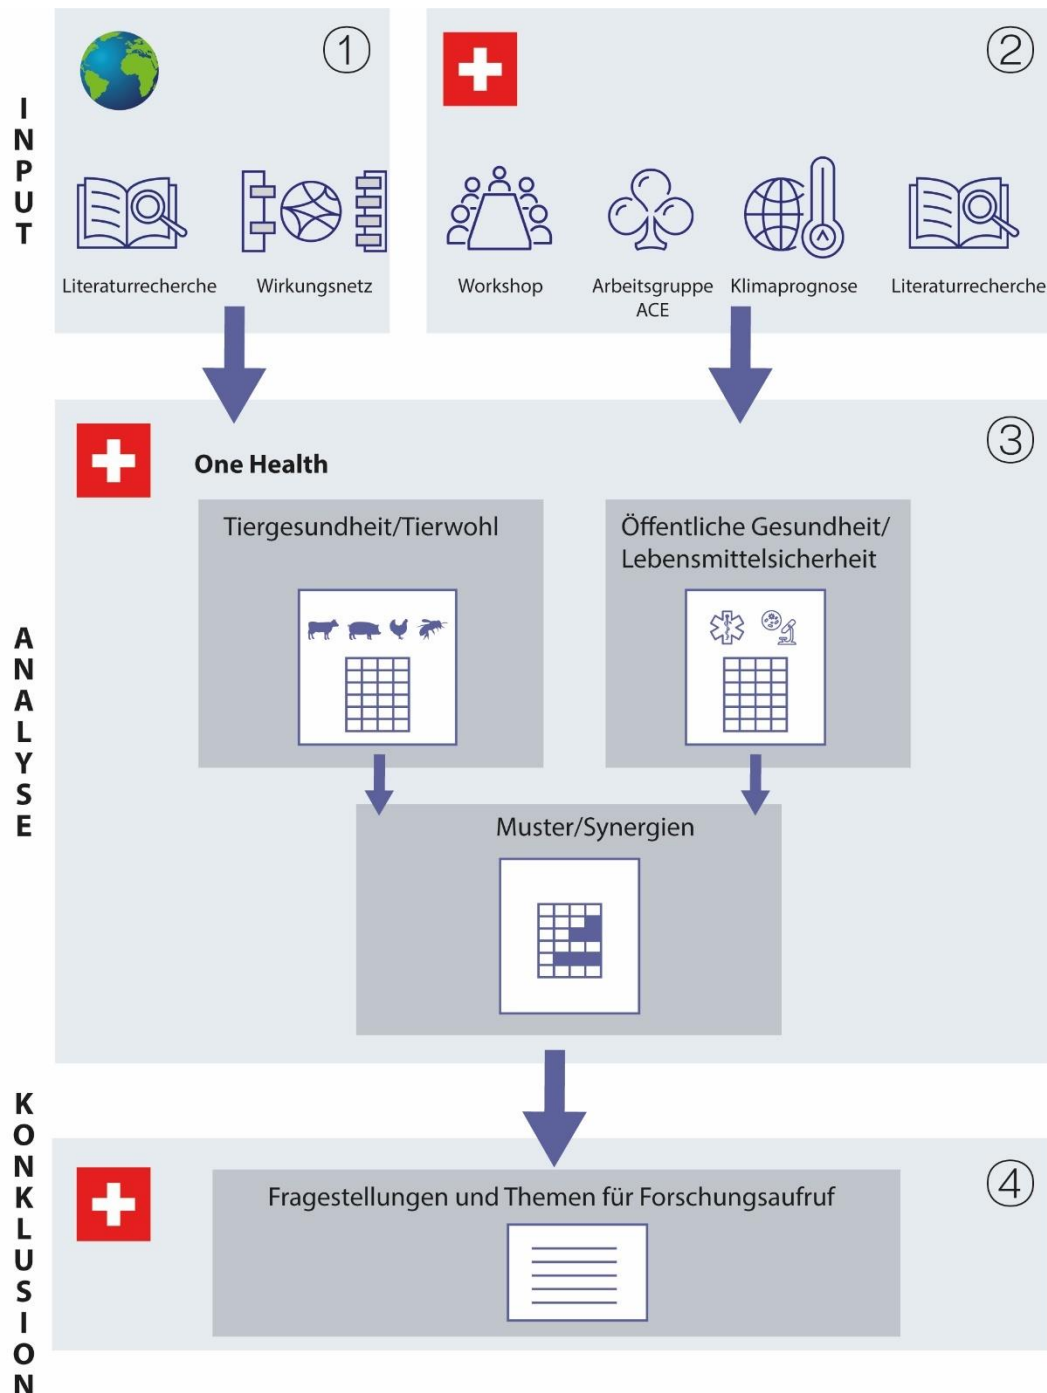 INPUT
①
②
Literaturrecherche
Wirkungsnetz
Workshop
Arbeitsgruppe
ACE
Klimaprognose
Literaturrecherche
ANALYSE
③
One Health
Tiergesundheit/Tierwohl
Öffentliche Gesundheit/
Lebensmittelsicherheit
Muster/Synergien
KONKLUSION
④
Fragestellungen und Themen für Forschungsaufruf